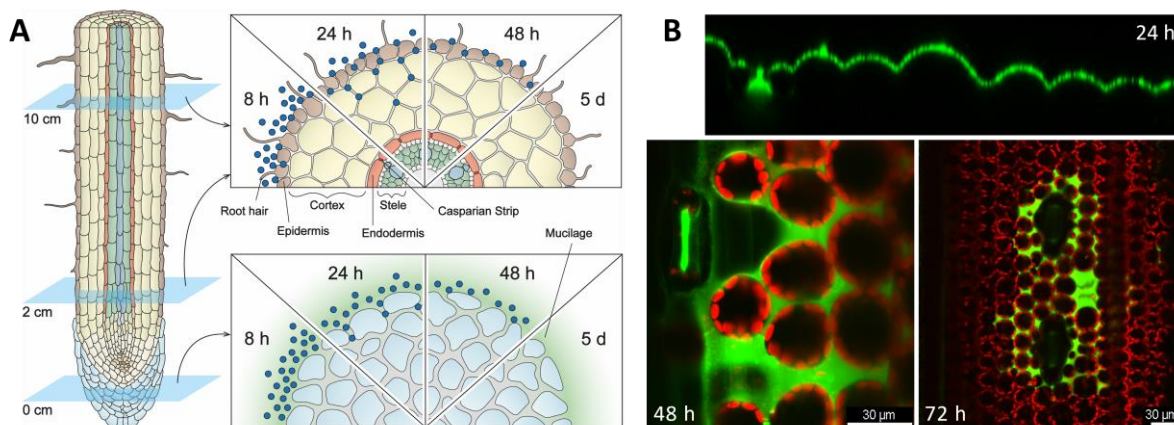 A
10 cm
2 cm
0 cm
24 h
48 h
8 h
5 d
Cortex
Stele
Root hair
Epidermis
Endodermis
Casparian Strip
Mucilage
24 h
48 h
8 h
5 d
B
24 h
48 h
30 µm
72 h
30 µm